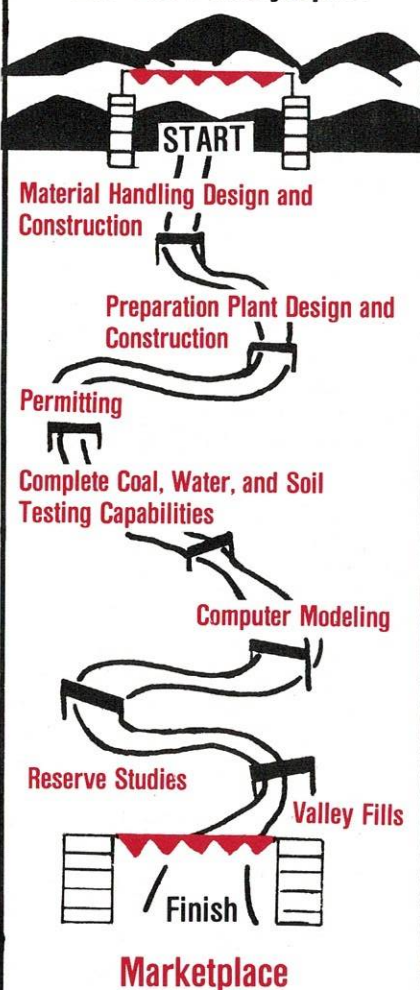 START
Material Handling Design and
Construction
Preparation Plant Design and
Construction
Permitting
Complete Coal, Water, and Soil
Testing Capabilities
Computer Modeling
Reserve Studies
Valley Fills
Finish
Marketplace